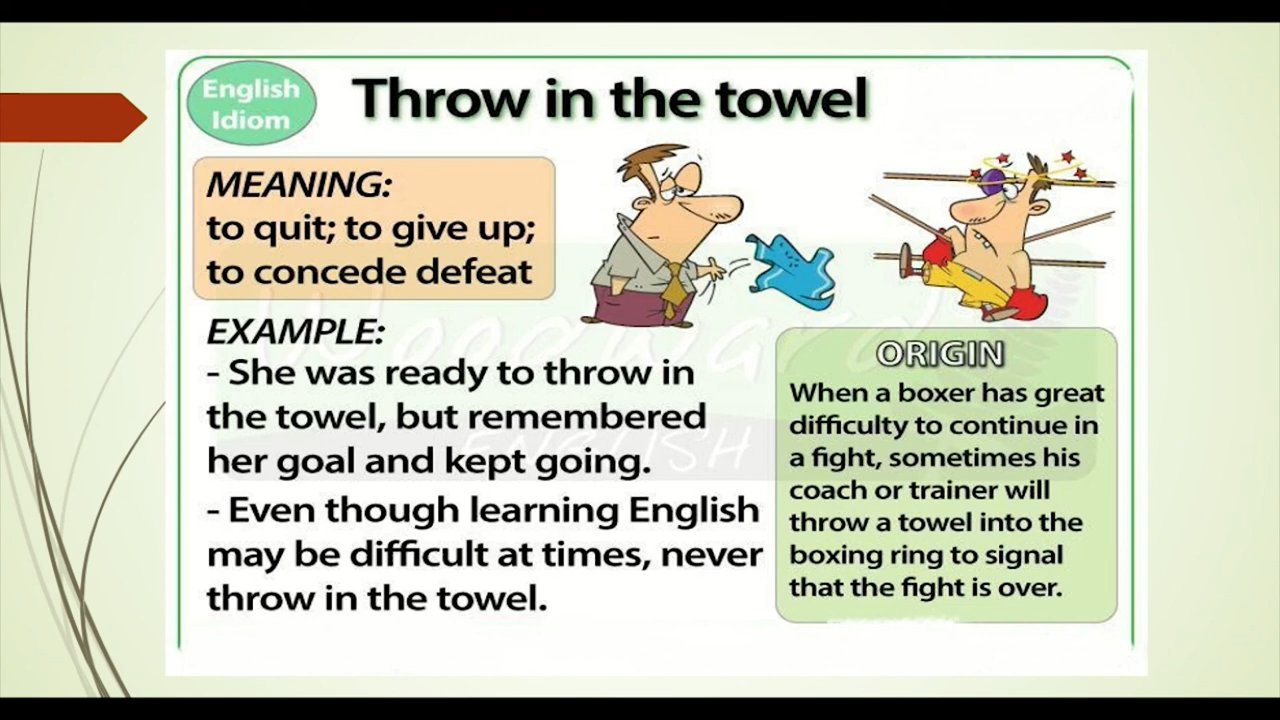 English
Idiom
Throw in the towel
MEANING:
to quit; to give up;
to concede defeat
EXAMPLE:
- She was ready to throw in
the towel, but remembered
her goal and kept going.
- Even though learning English
may be difficult at times, never
throw in the towel.
ORIGIN
When a boxer has great
difficulty to continue in
a fight, sometimes his
coach or trainer will
throw a towel into the
boxing ring to signal
that the fight is over.
Woodward
ENGLISH